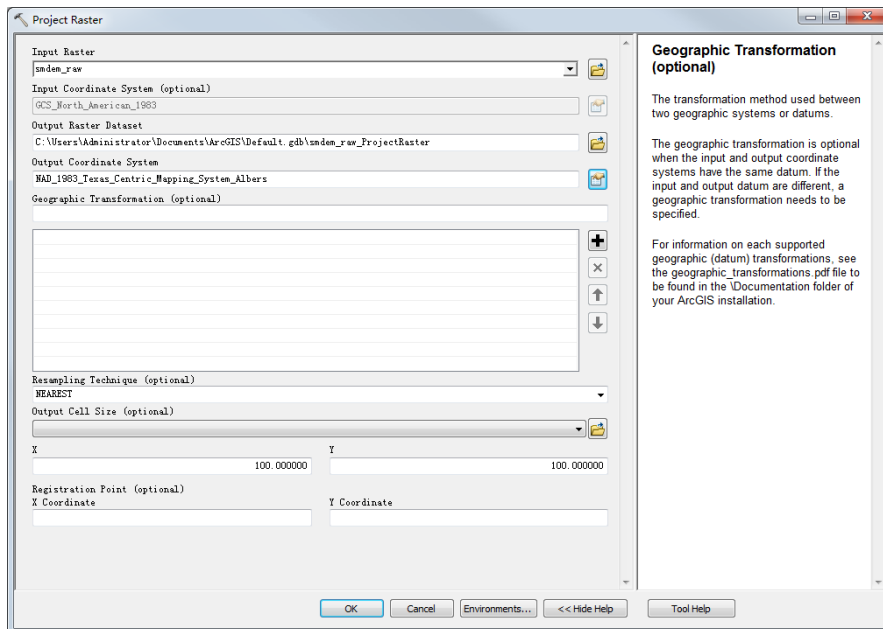 Project Raster
Input Raster
smdem_raw
Input Coordinate System (optional)
GCS_North_American_1983
Output Raster Dataset
C:\Users\Administrator\Documents\ArcGIS\Default.gdb\smdem_raw_ProjectRaster
Output Coordinate System
NAD_1983_Texas_Centric_Mapping_System_Albers
Geographic Transformation (optional)
Resampling Technique (optional)
NEAREST
Output Cell Size (optional)
X Y
100.000000 100.000000
Registration Point (optional)
X Coordinate Y Coordinate
OK Cancel Environments... << Hide Help Tool Help
Geographic Transformation
(optional)
The transformation method used between
two geographic systems or datums.
The geographic transformation is optional
when the input and output coordinate
systems have the same datum. If the
input and output datum are different, a
geographic transformation needs to be
specified.
For information on each supported
geographic (datum) transformations, see
the geographic_transformations.pdf file to
be found in the \Documentation folder of
your ArcGIS installation.